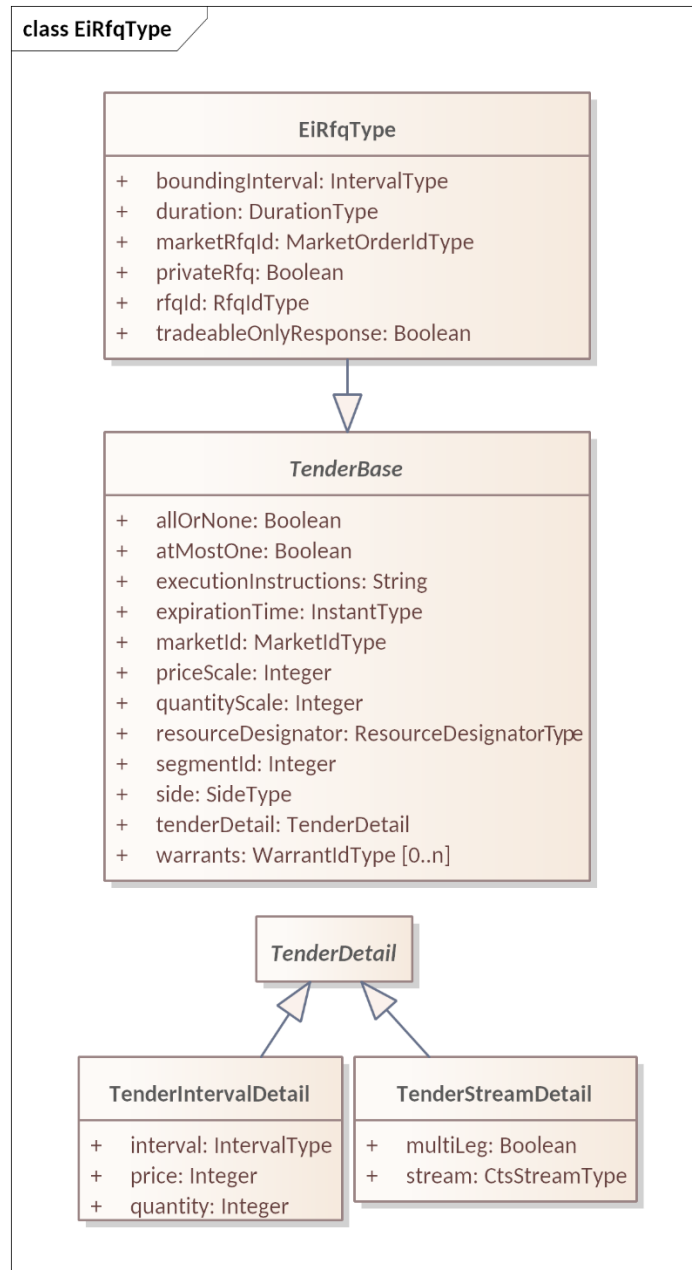 class EiRfqType
EiRfqType
+ boundingInterval: IntervalType
+ duration: DurationType
+ marketRfqId: MarketOrderIdType
+ privateRfq: Boolean
+ rfqId: RfqIdType
+ tradeableOnlyResponse: Boolean
TenderBase
+ allOrNone: Boolean
+ atMostOne: Boolean
+ executionInstructions: String
+ expirationTime: InstantType
+ marketId: MarketIdType
+ priceScale: Integer
+ quantityScale: Integer
+ resourceDesignator: ResourceDesignatorType
+ segmentId: Integer
+ side: SideType
+ tenderDetail: TenderDetail
+ warrants: WarrantIdType [0..n]
TenderDetail
TenderIntervalDetail
+ interval: IntervalType
+ price: Integer
+ quantity: Integer
TenderStreamDetail
+ multiLeg: Boolean
+ stream: CtsStreamType